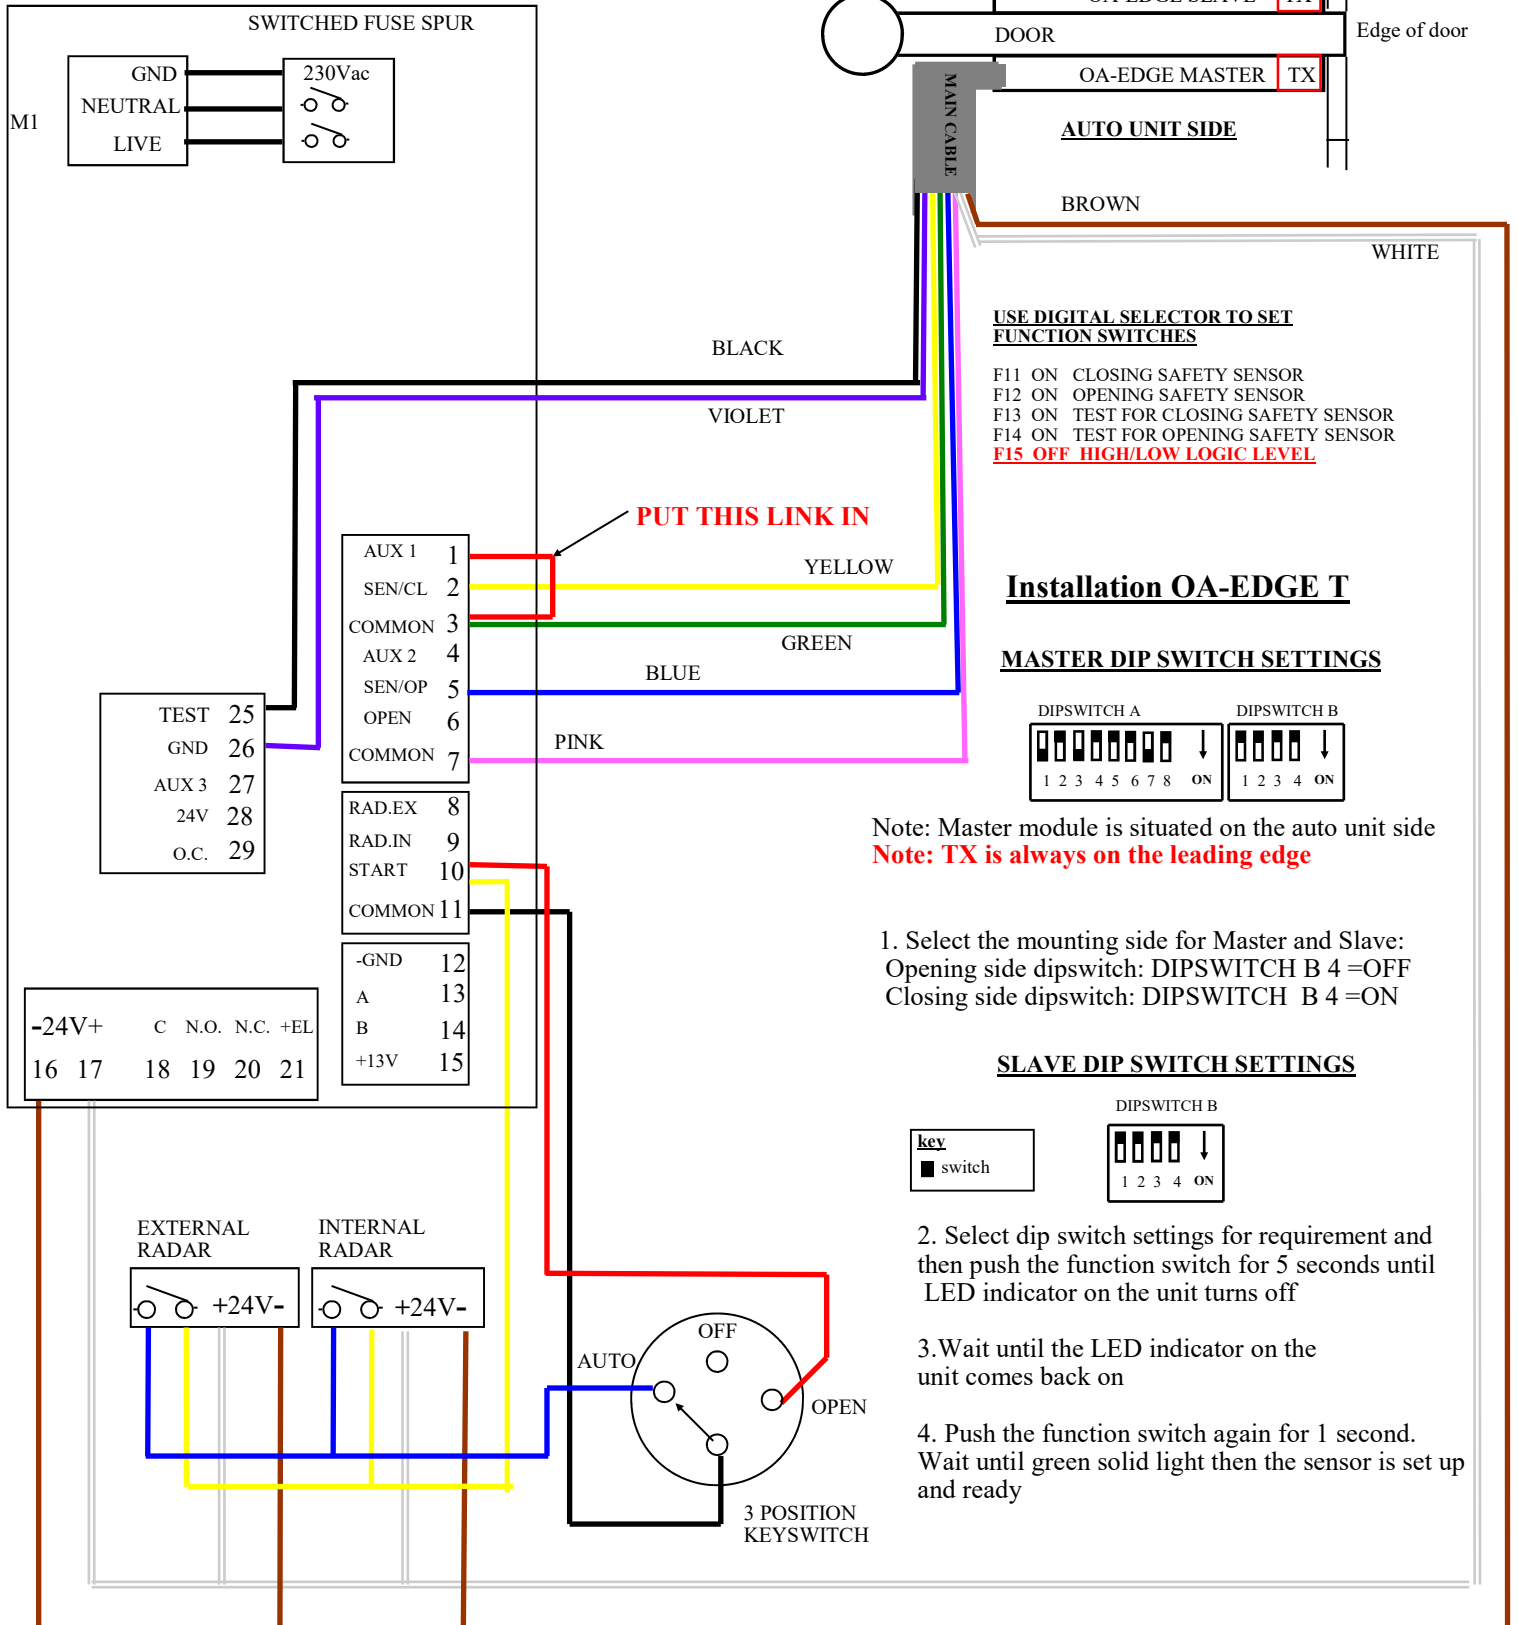 SWITCHED FUSE SPUR
GND
NEUTRAL
LIVE
230Vac
M1
DOOR
Edge of door
OA-EDGE MASTER TX
MAIN CABLE
AUTO UNIT SIDE
BROWN
WHITE
USE DIGITAL SELECTOR TO SET
FUNCTION SWITCHES
F11 ON CLOSING SAFETY SENSOR
F12 ON OPENING SAFETY SENSOR
F13 ON TEST FOR CLOSING SAFETY SENSOR
F14 ON TEST FOR OPENING SAFETY SENSOR
F15 OFF HIGH/LOW LOGIC LEVEL
BLACK
VIOLET
PUT THIS LINK IN
YELLOW
GREEN
BLUE
PINK
AUX 1 1
SEN/CL 2
COMMON 3
AUX 2 4
SEN/OP 5
OPEN 6
COMMON 7
TEST 25
GND 26
AUX 3 27
24V 28
O.C. 29
RAD.EX 8
RAD.IN 9
START 10
COMMON 11
-GND 12
A 13
B 14
+13V 15
-24V+ C N.O. N.C. +EL
16 17 18 19 20 21
Installation OA-EDGE T
MASTER DIP SWITCH SETTINGS
DIPSWITCH A
1 2 3 4 5 6 7 8 ON
DIPSWITCH B
1 2 3 4 ON
Note: Master module is situated on the auto unit side
Note: TX is always on the leading edge
1. Select the mounting side for Master and Slave:
Opening side dipswitch: DIPSWITCH B 4 =OFF
Closing side dipswitch: DIPSWITCH B 4 =ON
SLAVE DIP SWITCH SETTINGS
DIPSWITCH B
1 2 3 4 ON
key
switch
2. Select dip switch settings for requirement and
then push the function switch for 5 seconds until
LED indicator on the unit turns off
3.Wait until the LED indicator on the
unit comes back on
4. Push the function switch again for 1 second.
Wait until green solid light then the sensor is set up
and ready
EXTERNAL
RADAR
+24V-
INTERNAL
RADAR
+24V-
OFF
AUTO
OPEN
3 POSITION
KEYSWITCH